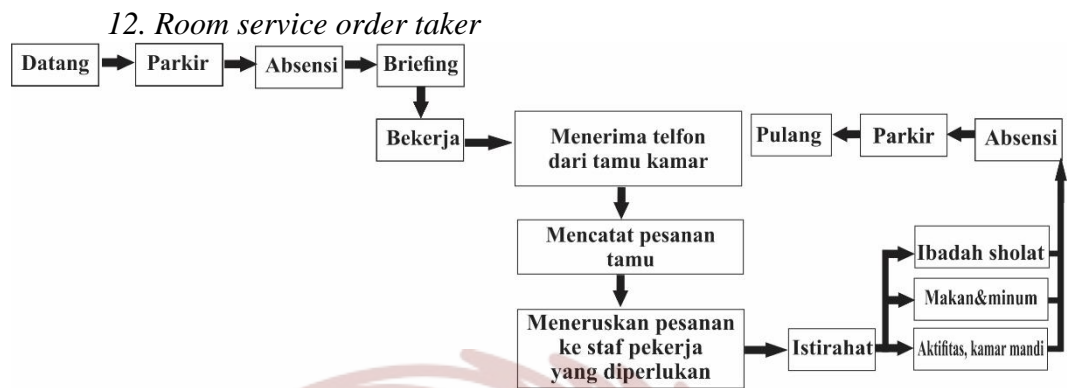 12. Room service order taker
Datang
Parkir
Absensi
Briefing
Bekerja
Menerima telfon
dari tamu kamar
Mencatat pesanan
tamu
Meneruskan pesanan
ke staf pekerja
yang diperlukan
Istirahat
Ibadah sholat
Makan&minum
Aktifitas, kamar mandi
Absensi
Parkir
Pulang